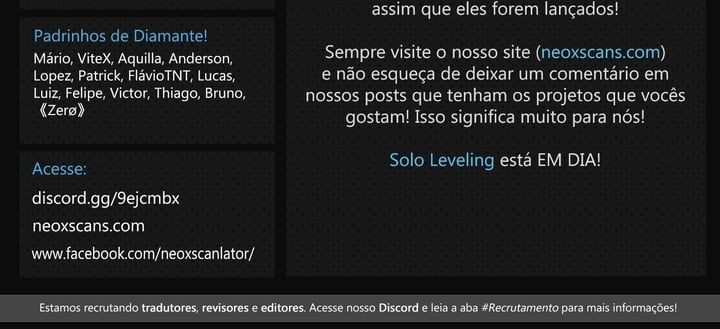 Padrinhos de Diamante!
Mário, ViteX, Aquilla, Anderson,
Lopez, Patrick, FlávioTNT, Lucas,
Luiz, Felipe, Victor, Thiago, Bruno,
《Zerø》
Acesse:
discord.gg/9ejcmbx
neoxscans.com
www.facebook.com/neoxscanlator/
assim que eles forem lançados!
Sempre visite o nosso site (neoxscans.com)
e não esqueça de deixar um comentário em
nossos posts que tenham os projetos que vocês
gostam! Isso significa muito para nós!
Solo Leveling está EM DIA!
Estamos recrutando tradutores, revisores e editores. Acesse nosso Discord e leia a aba #Recrutamento para mais informações!